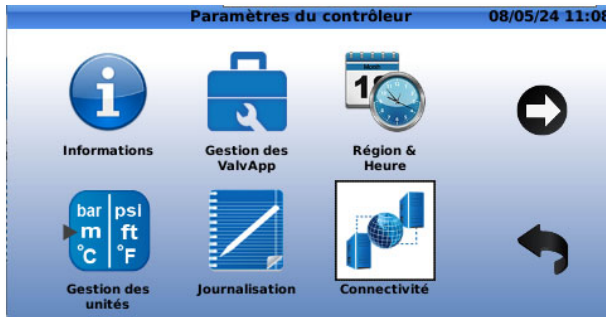 Paramètres du contrôleur 08/05/24 11:08
Month
Informations
Gestion des
ValvApp
Région &
Heure
bar psi
m ft
°C °F
Gestion des
unités
Journalisation
Connectivité